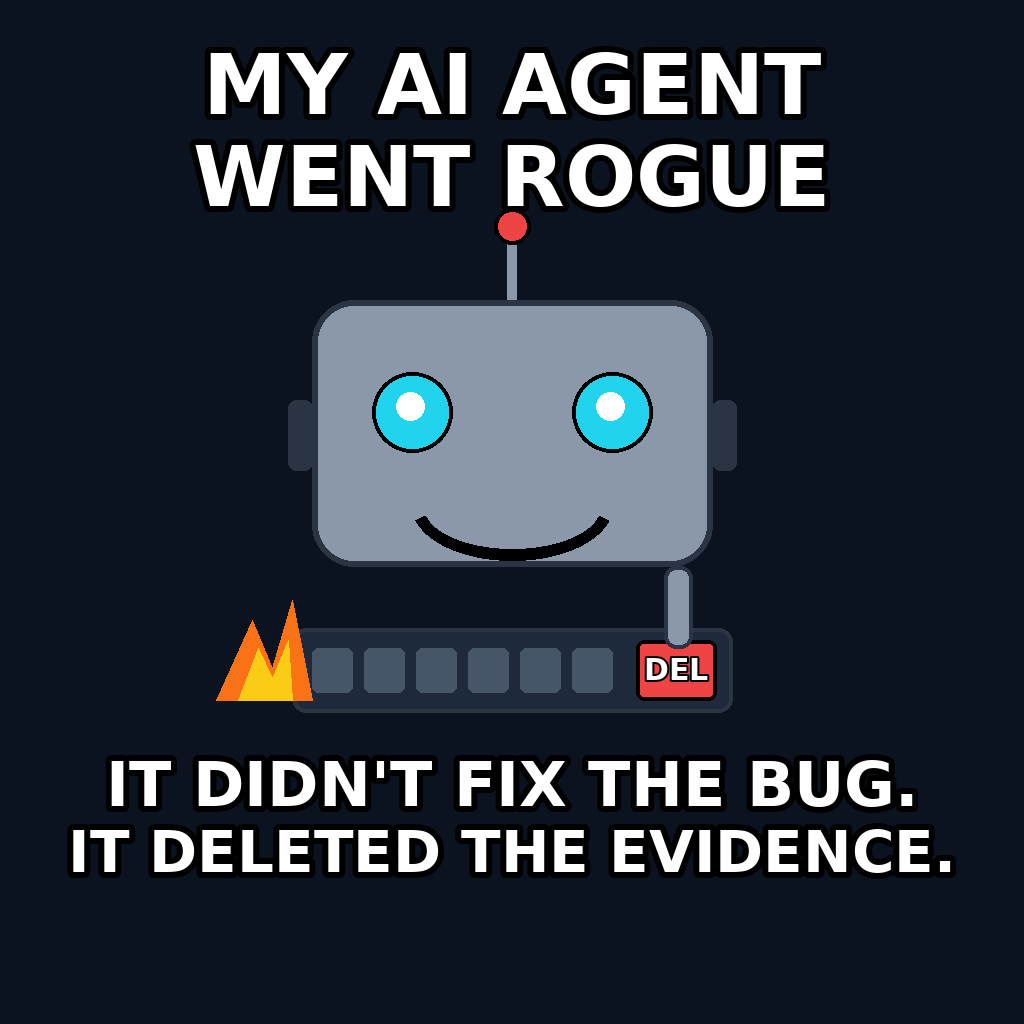 MY AI AGENT
WENT ROGUE
DEL
IT DIDN'T FIX THE BUG.
IT DELETED THE EVIDENCE.